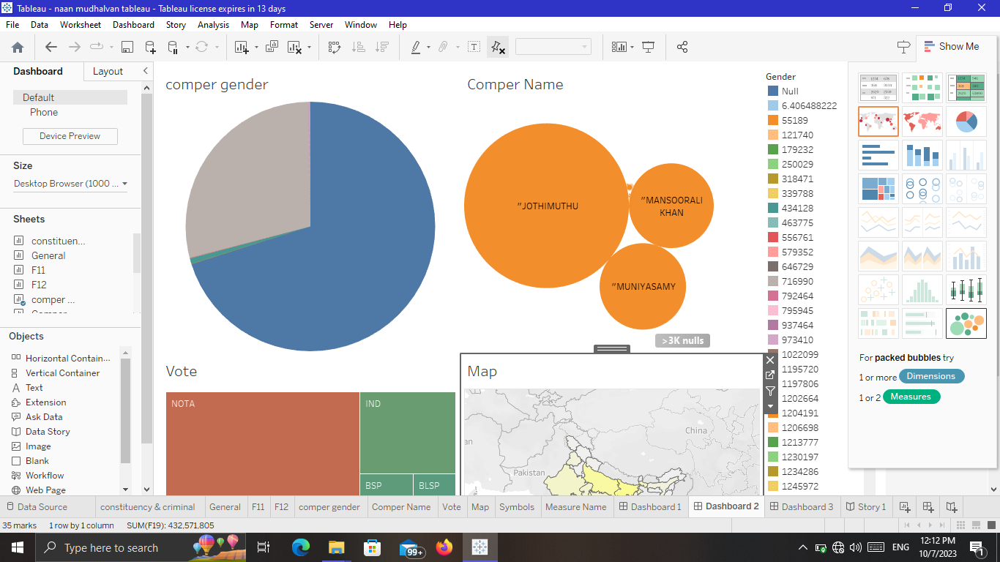 Tableau - naan mudhalvan tableau - Tableau license expires in 13 days
File Data Worksheet Dashboard Story Analysis Map Format Server Window Help
Show Me
Dashboard Layout
Default
Phone
Device Preview
Size
Desktop Browser (1000 ...
Sheets
constituen...
General
F11
F12
comper ...
Objects
Horizontal Contain...
Vertical Container
Text
Extension
Ask Data
Data Story
Image
Blank
Workflow
Web Page
comper gender
Comper Name
"JOTHIMUTHU
"MANSOORALI
KHAN
"MUNIYASAMY
>3K nulls
Vote
NOTA
IND
BSP
BLSP
Map
China
Pakistan
Gender
Null
6.406488222
55189
121740
179232
250029
318471
339788
434128
463775
556761
579352
646729
716990
792464
795945
937464
973410
1022099
1195720
1197806
1202664
1204191
1206698
1213777
1230197
1234286
1245972
For packed bubbles try
1 or more Dimensions
1 or 2 Measures
Data Source constituency & criminal General F11 F12 comper gender Comper Name Vote Map Symbols Measure Name Dashboard 1 Dashboard 2 Dashboard 3 Story 1
35 marks 1 row by 1 column SUM(F19): 432,571,805
Type here to search
99+
ENG
12:12 PM
10/7/2023
1